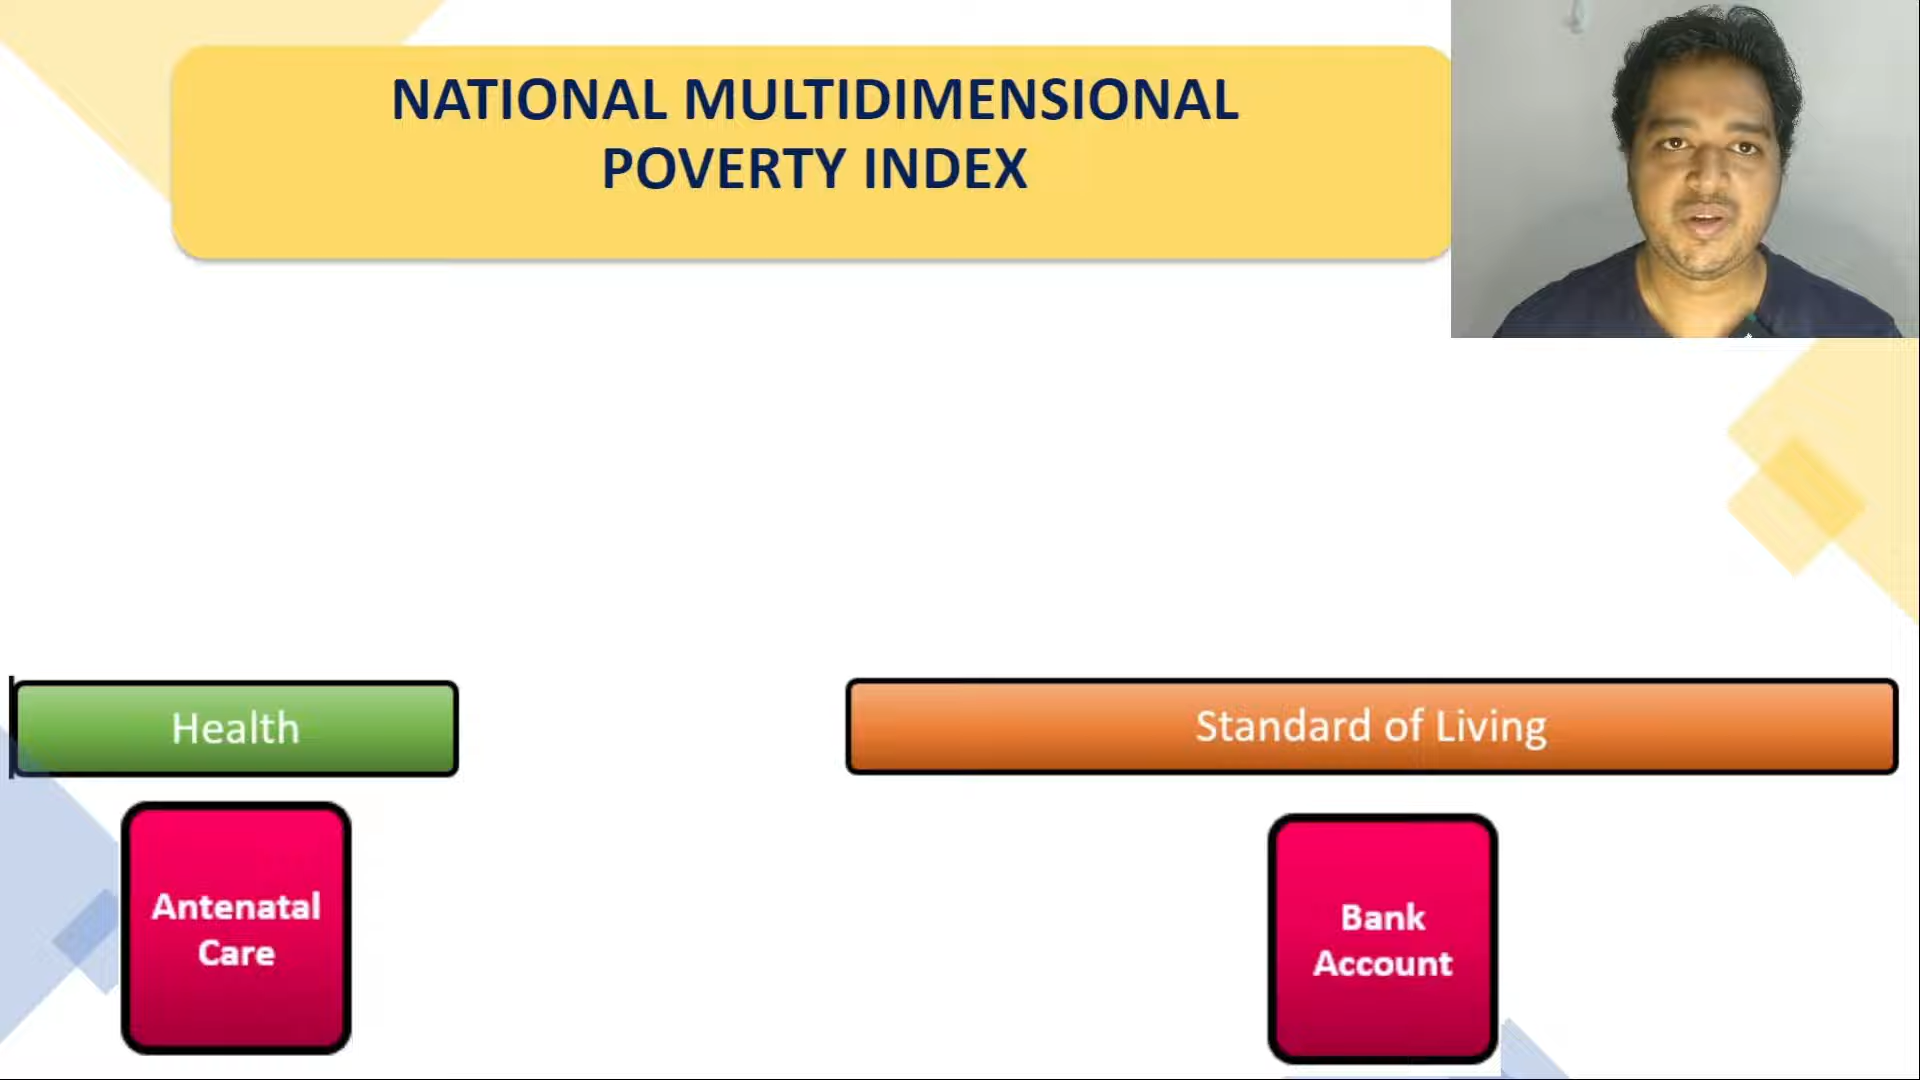 NATIONAL MULTIDIMENSIONAL
POVERTY INDEX
Health
Standard of Living
Antenatal
Care
Bank
Account